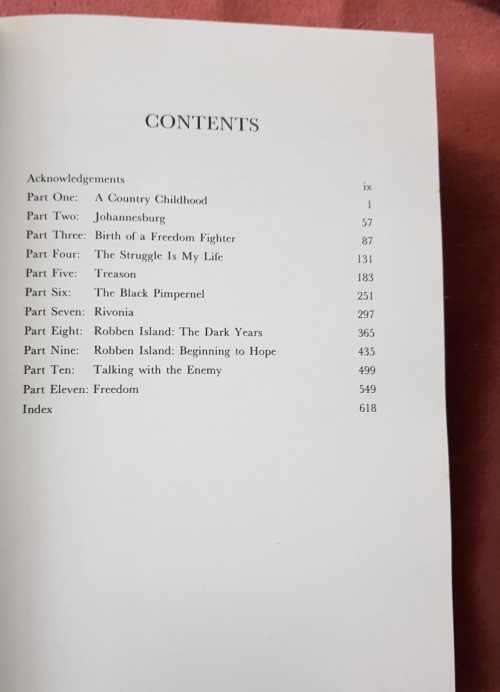 CONTENTS
Acknowledgements ix
Part One: A Country Childhood 1
Part Two: Johannesburg 57
Part Three: Birth of a Freedom Fighter 87
Part Four: The Struggle Is My Life 131
Part Five: Treason 183
Part Six: The Black Pimpernel 251
Part Seven: Rivonia 297
Part Eight: Robben Island: The Dark Years 365
Part Nine: Robben Island: Beginning to Hope 435
Part Ten: Talking with the Enemy 499
Part Eleven: Freedom 549
Index 618